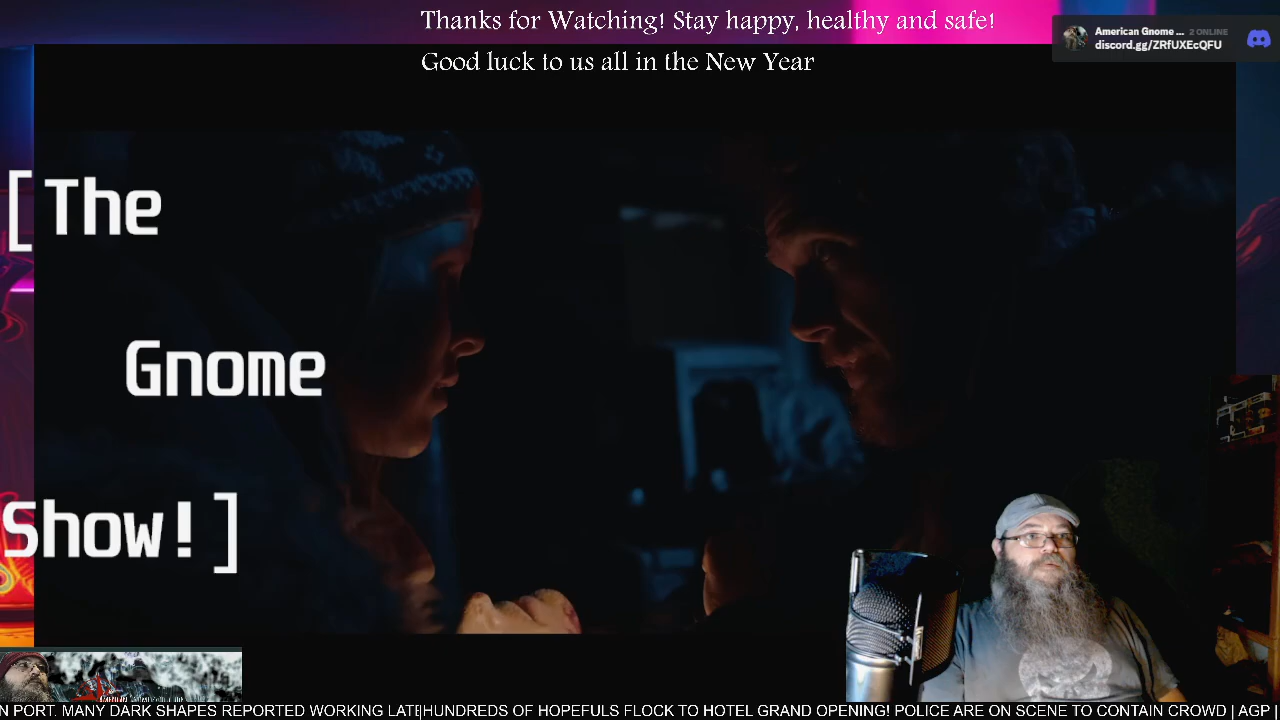 Thanks for Watching! Stay happy, healthy and safe!
Good luck to us all in the New Year
American Gnome ... 2 ONLINE
discord.gg/ZRfUXEcQFU
[The
Gnome
Show!]
N PORT. MANY DARK SHAPES REPORTED WORKING LATE|HUNDREDS OF HOPEFULS FLOCK TO HOTEL GRAND OPENING! POLICE ARE ON SCENE TO CONTAIN CROWD | AGP |